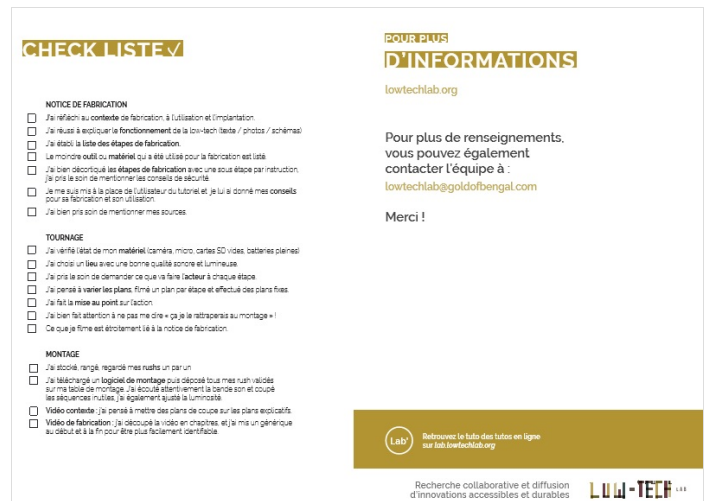 CHECK LISTE
NOTICE DE FABRICATION
J'ai réfléchi au contexte de fabrication, à l'utilisation et l'implantation.
J'ai réussi à expliquer le fonctionnement de la low-tech (texte / photos / schémas)
J'ai établi la liste des étapes de fabrication.
Le moindre outil ou matériel qui a été utilisé pour la fabrication est listé.
J'ai bien décortiqué les étapes de fabrication avec une sous étape par instruction,
j'ai pris le soin de mentionner les conseils de sécurité.
Je me suis mis à la place de l'utilisateur du tutoriel et je lui ai donné mes conseils
pour sa fabrication et son utilisation
J'ai bien pris soin de mentionner mes sources.
TOURNAGE
J'ai vérifié l'état de mon matériel (caméra, micro, cartes SD vides, batteries pleines)
J'ai choisi un lieu avec une bonne qualité sonore et lumineuse.
J'ai pris le soin de demander ce que va faire l'acteur à chaque étape.
J'ai pensé à varier les plans, filmé un plan par étape et effectué des plans fixes.
J'ai fait la mise au point sur l'action.
J'ai bien fait attention à ne pas me dire « ça je le rattraperais au montage » !
Ce que je filme est étroitement lié à la notice de fabrication.
MONTAGE
J'ai stocké, rangé, regardé mes rushs un par un
J'ai téléchargé un logiciel de montage puis déposé tous mes rush validés
sur ma table de montage. J'ai écouté attentivement la bande son et coupé
les séquences inutiles, j'ai également ajusté la luminosité.
Vidéo contexte : j'ai pensé à mettre des plans de coupe sur les plans explicatifs.
Vidéo de fabrication : j'ai découpé la vidéo en chapitres, et j'ai mis un générique
au début et à la fin pour être plus facilement identifiable.
POUR PLUS
D'INFORMATIONS
lowtechlab.org
Pour plus de renseignements,
vous pouvez également
contacter l'équipe à :
lowtechlab@goldofbengal.com
Merci !
Lab'
Retrouvez le tuto des tutos en ligne
sur lab.lowtechlab.org
Recherche collaborative et diffusion
d'innovations accessibles et durables
LOW-TECH LAB